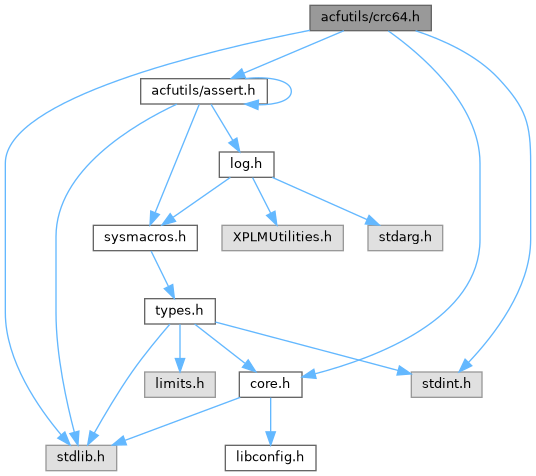 acfutils/crc64.h
acfutils/assert.h
log.h
sysmacros.h
XPLMUtilities.h
stdarg.h
types.h
limits.h
core.h
stdint.h
stdlib.h
libconfig.h